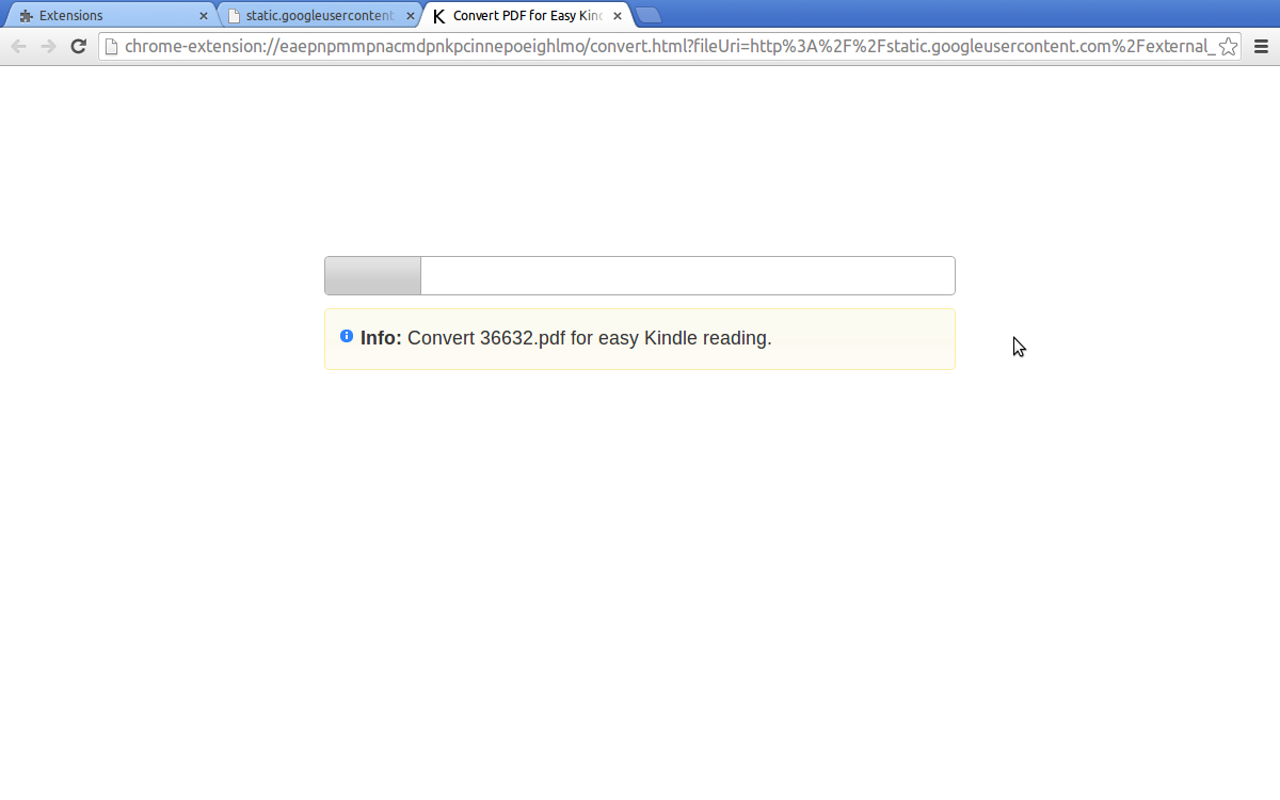 Extensions
static.googleusercontent
Convert PDF for Easy Kin
chrome-extension://eaepnpmmpnacmdpnkpcinnepoeighlmo/convert.html?fileUri=http%3A%2F%2Fstatic.googleusercontent.com%2Fexternal_
Info: Convert 36632.pdf for easy Kindle reading.